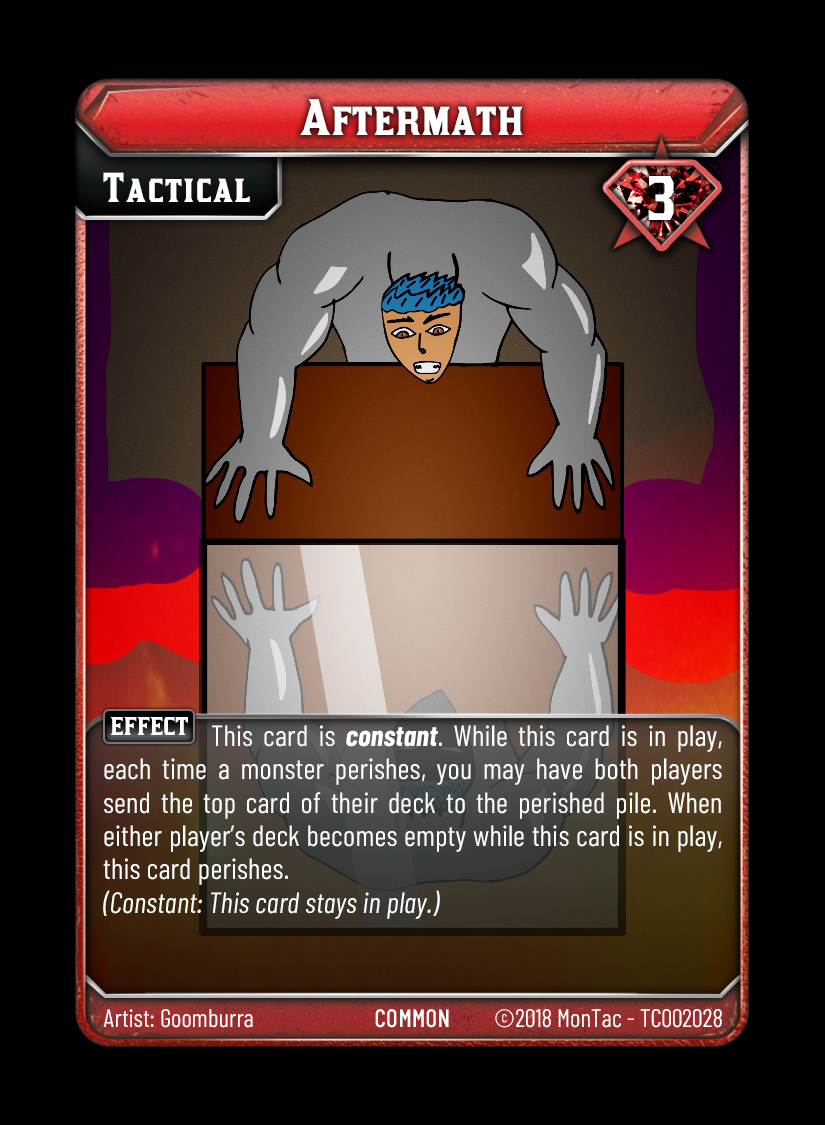 Aftermath
Tactical
3
EFFECT This card is constant. While this card is in play,
each time a monster perishes, you may have both players
send the top card of their deck to the perished pile. When
either player's deck becomes empty while this card is in play,
this card perishes.
(Constant: This card stays in play.)
Artist: Goomburra COMMON ©2018 MonTac - TC002028